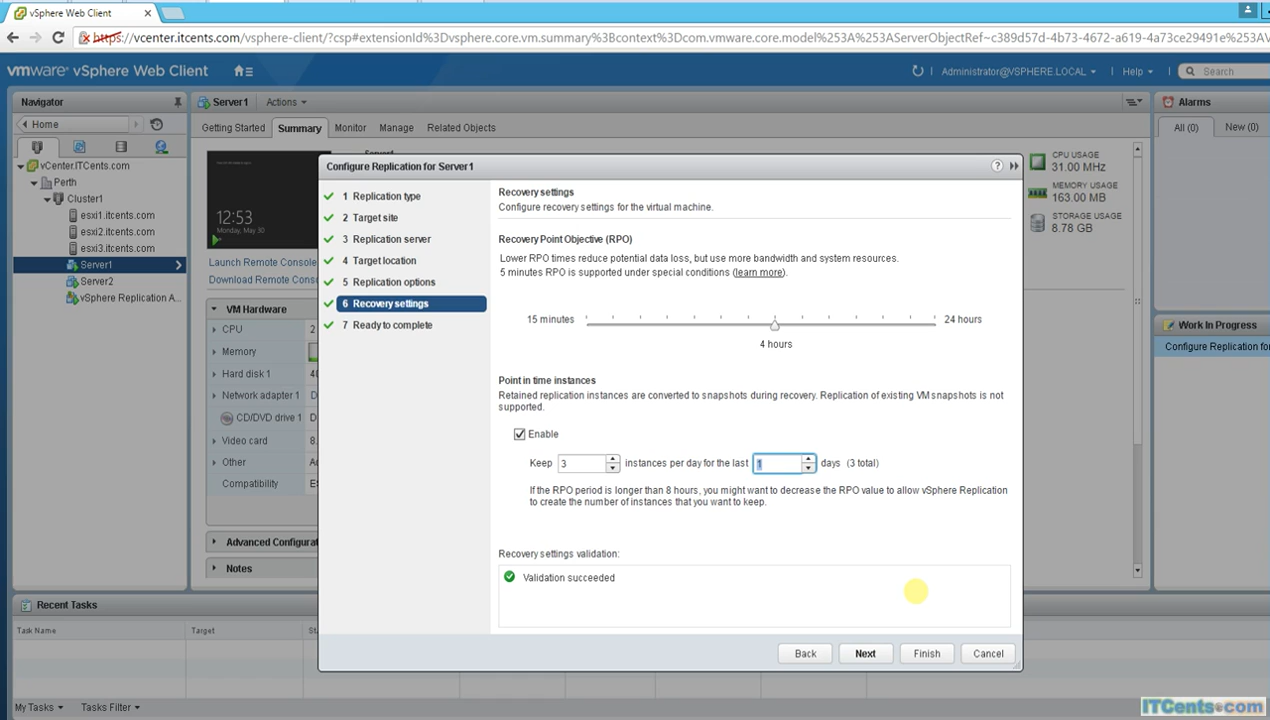 vSphere Web Client
https://vcenter.itcents.com/vsphere-client/?csp#extensionId%3Dvsphere.core.vm.summary%3Bcontext%3Dcom.vmware.core.model%253A%253AServerObjectRef~c389d57d-4b73-4672-a619-4a73ce29491e%253AV
vmware® vSphere Web Client
Administrator@VSPHERE.LOCAL
Help
Search
Navigator
Home
vCenter.ITCents.com
Perth
Cluster1
esxi1.itcents.com
esxi2.itcents.com
esxi3.itcents.com
Server1
Server2
vSphere Replication A...
Server1 Actions
Getting Started Summary Monitor Manage Related Objects
12:53
Monday, May 30
Launch Remote Console
Download Remote Cons
VM Hardware
CPU 2
Memory
Hard disk 1 40
Network adapter 1
CD/DVD drive 1
Video card 8.
Other
Compatibility
Advanced Configurat
Notes
CPU USAGE
31.00 MHz
MEMORY USAGE
163.00 MB
STORAGE USAGE
8.78 GB
Alarms
All (0) New (0)
Work In Progress
Configure Replication for
Configure Replication for Server1
1 Replication type
2 Target site
3 Replication server
4 Target location
5 Replication options
6 Recovery settings
7 Ready to complete
Recovery settings
Configure recovery settings for the virtual machine.
Recovery Point Objective (RPO)
Lower RPO times reduce potential data loss, but use more bandwidth and system resources.
5 minutes RPO is supported under special conditions (learn more).
15 minutes 24 hours
4 hours
Point in time instances
Retained replication instances are converted to snapshots during recovery. Replication of existing VM snapshots is not
supported.
Enable
Keep 3 instances per day for the last 1 days (3 total)
If the RPO period is longer than 8 hours, you might want to decrease the RPO value to allow vSphere Replication
to create the number of instances that you want to keep.
Recovery settings validation:
Validation succeeded
Back Next Finish Cancel
Recent Tasks
Task Name Target
My Tasks Tasks Filter
ITCents.com